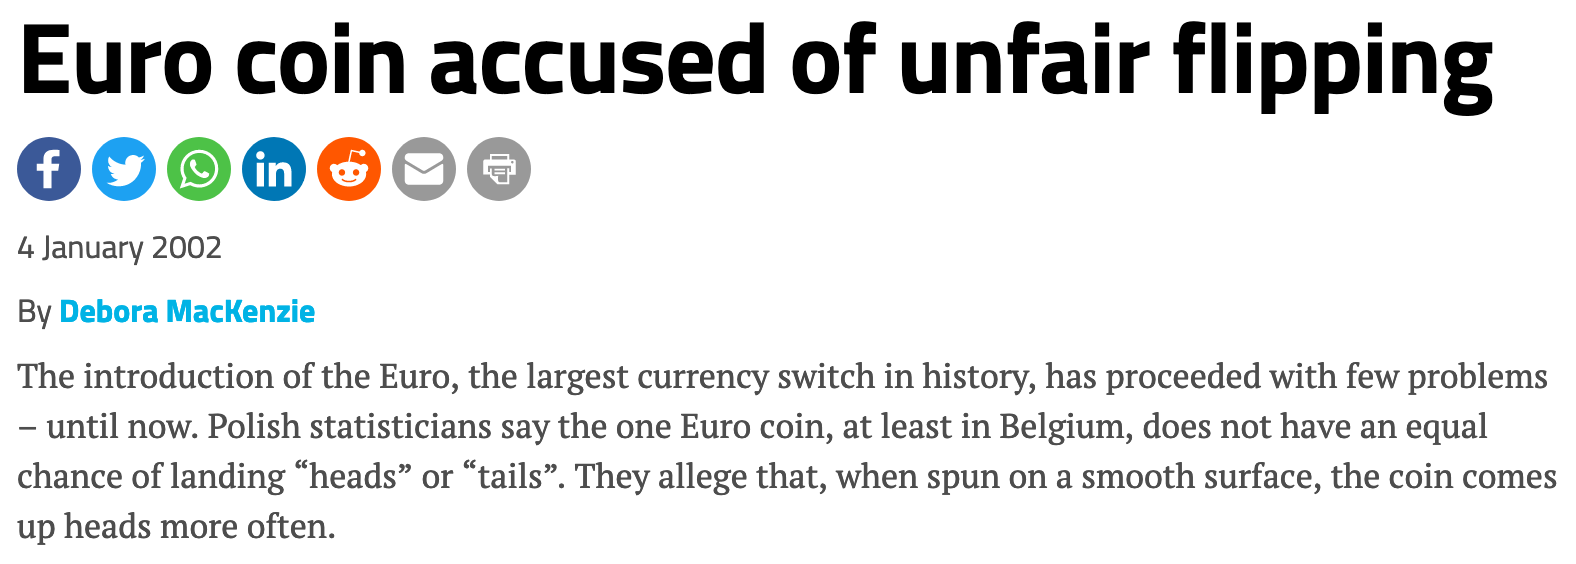 Euro coin accused of unfair flipping
4 January 2002
By Debora MacKenzie
The introduction of the Euro, the largest currency switch in history, has proceeded with few problems
– until now. Polish statisticians say the one Euro coin, at least in Belgium, does not have an equal
chance of landing “heads” or “tails”. They allege that, when spun on a smooth surface, the coin comes
up heads more often.